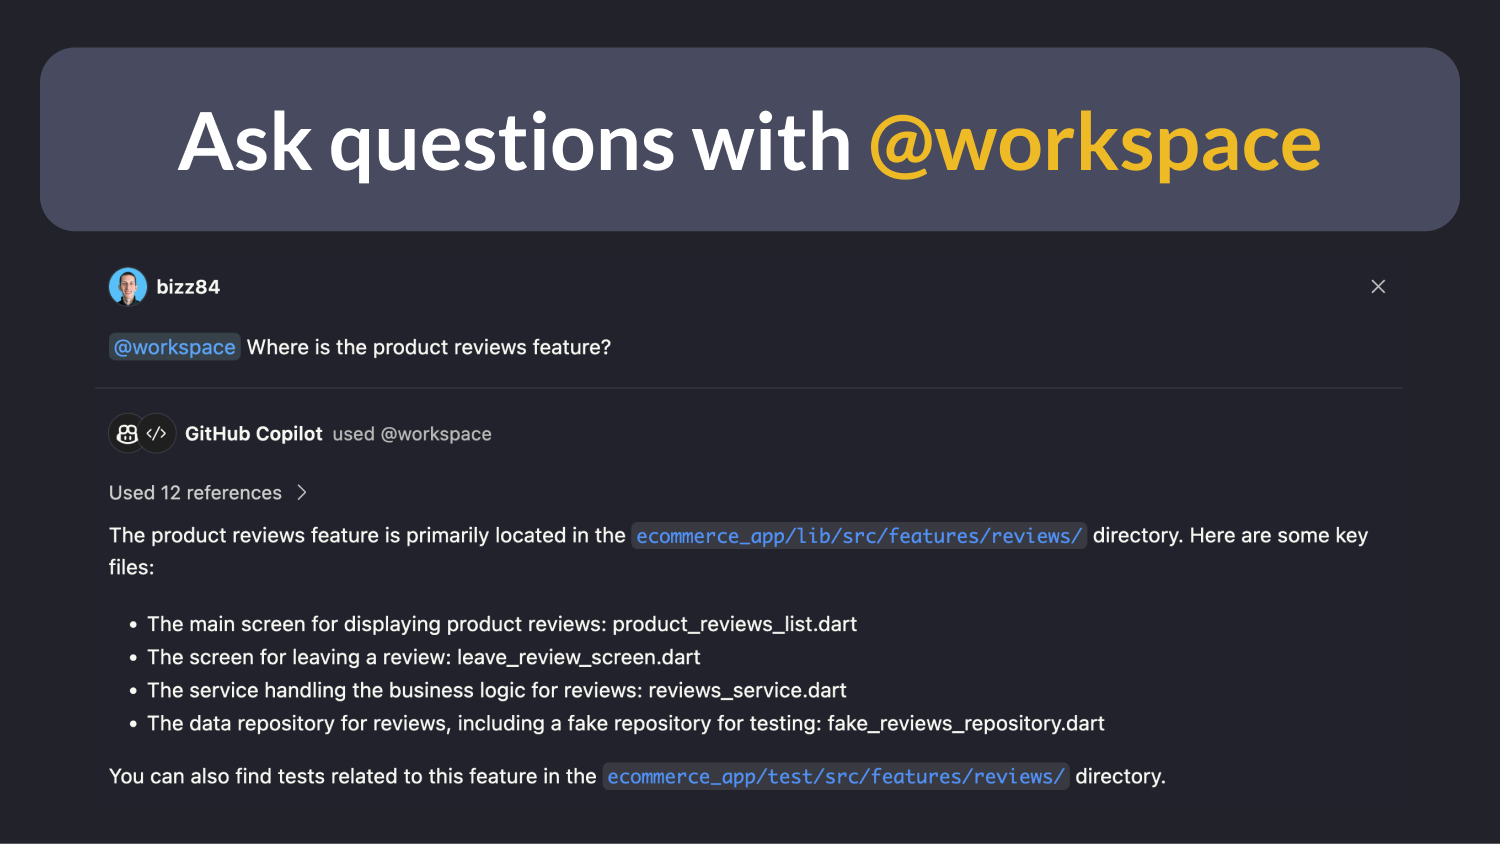 Ask questions with @workspace
bizz84
@workspace Where is the product reviews feature?
GitHub Copilot used @workspace
Used 12 references
The product reviews feature is primarily located in the ecommerce_app/lib/src/features/reviews/ directory. Here are some key
files:
• The main screen for displaying product reviews: product_reviews_list.dart
• The screen for leaving a review: leave_review_screen.dart
• The service handling the business logic for reviews: reviews_service.dart
• The data repository for reviews, including a fake repository for testing: fake_reviews_repository.dart
You can also find tests related to this feature in the ecommerce_app/test/src/features/reviews/ directory.